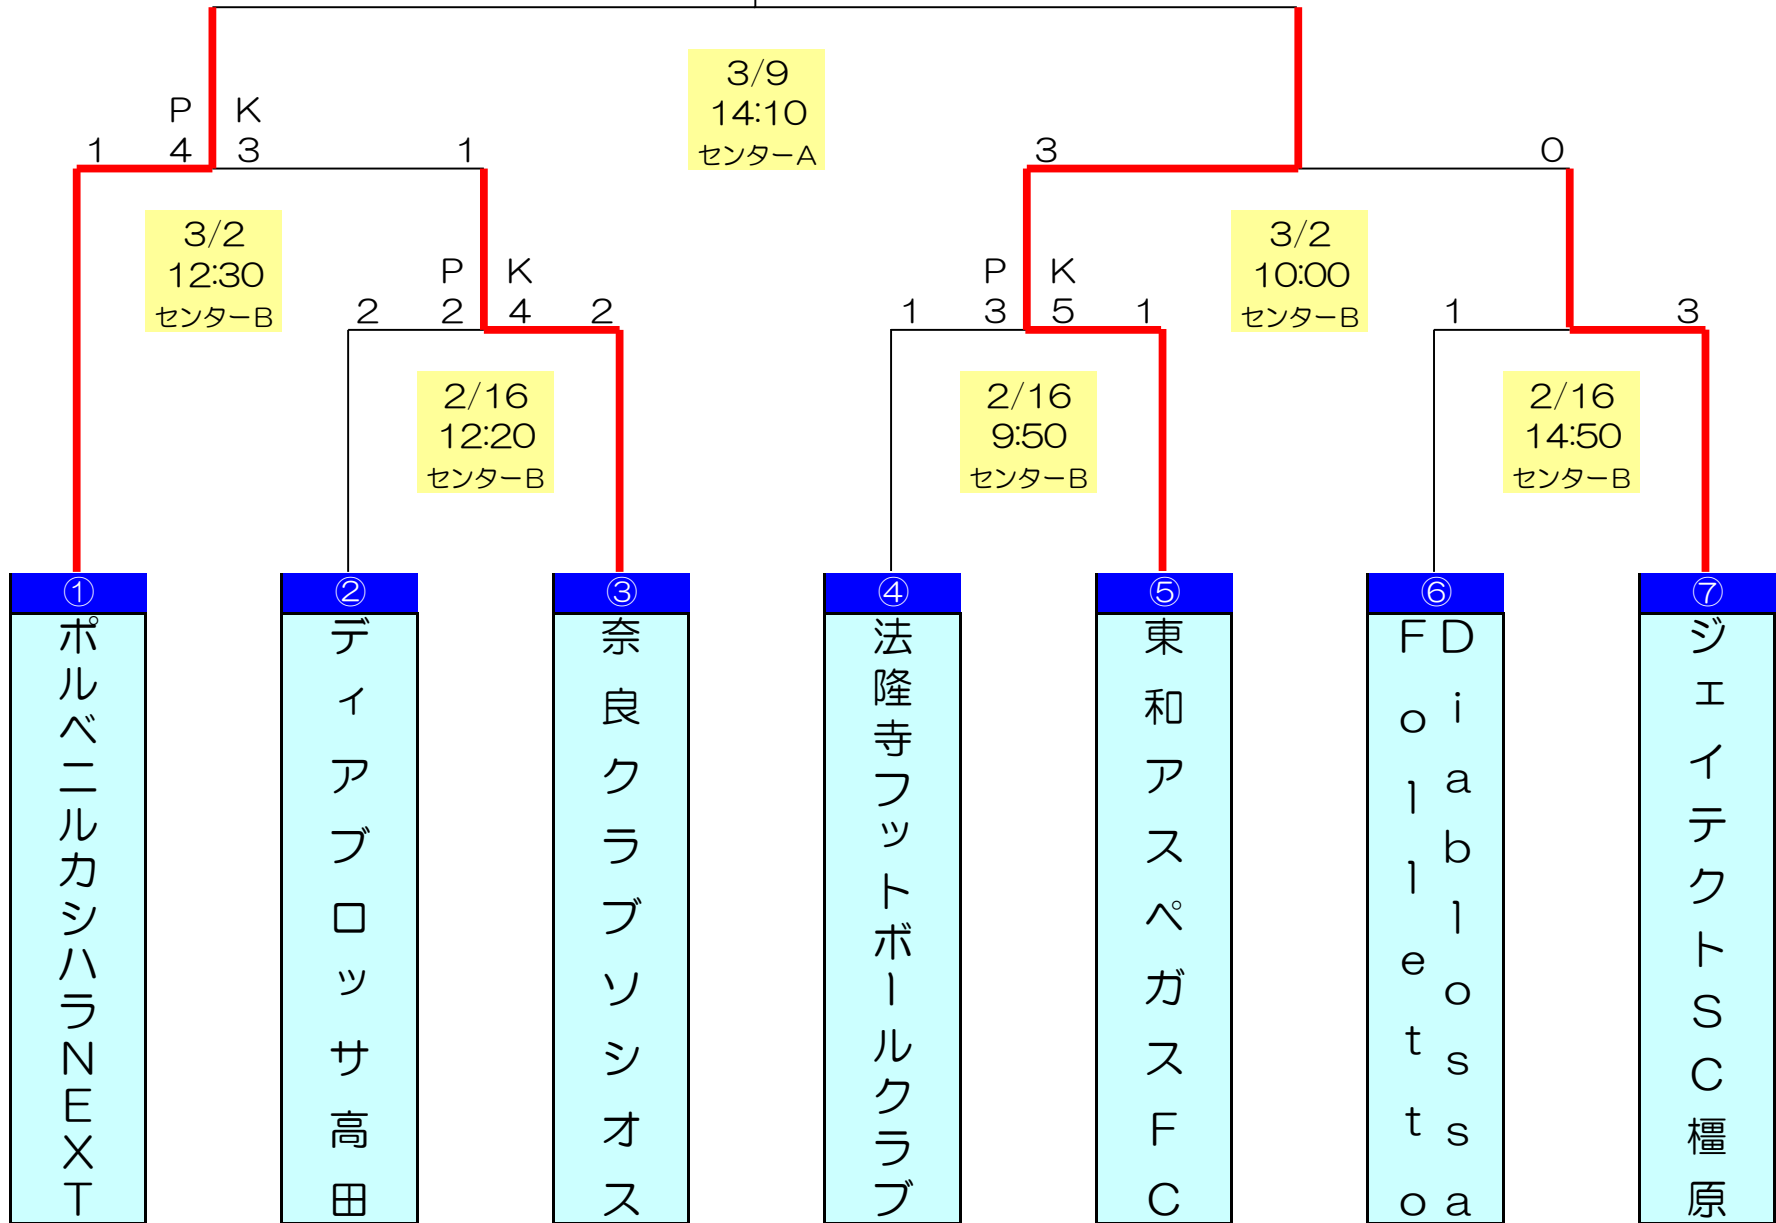 3/9
14:10
センターA
P K
1 4 3 1
3 0
3/2
12:30
センターB
3/2
10:00
センターB
P K
2 2 4 2
P K
1 3 5 1
1 3
2/16
12:20
センターB
2/16
9:50
センターB
2/16
14:50
センターB
①
②
③
④
⑤
⑥
⑦
ポルベニルカシハラNEXT
ディアブロッサ高田
奈良クラブソシオス
法隆寺フットボールクラブ
東和アスペガスFC
Diablossa
Folletto
ジェイテクトSC橿原